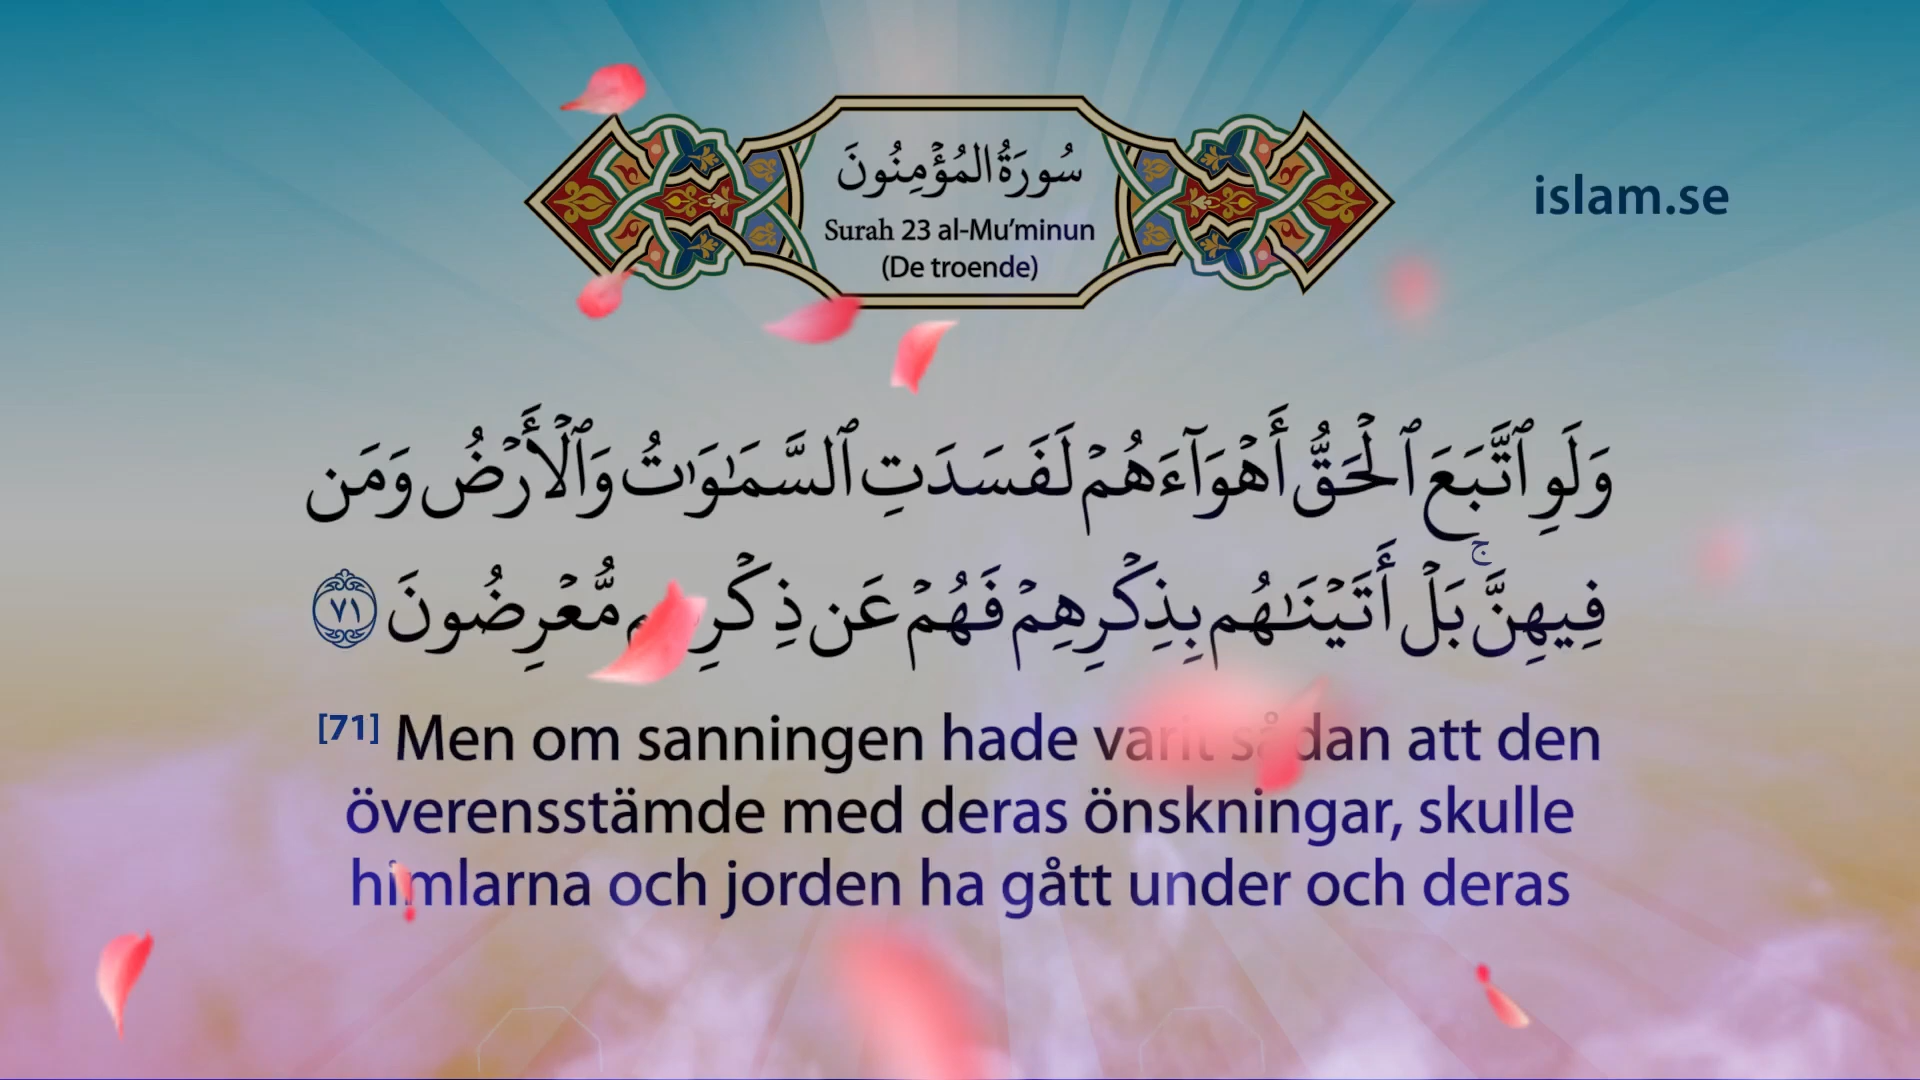 سُورَةُ الْمُؤْمِنُونَ
Surah 23 al-Mu’minun
(De troende)
islam.se
وَلَوِ ٱتَّبَعَ ٱلْحَقُّ أَهْوَآءَهُمْ لَفَسَدَتِ ٱلسَّمَـٰوَٰتُ وَٱلْأَرْضُ وَمَن
فِيهِنَّ ۚ بَلْ أَتَيْنَـٰهُم بِذِكْرِهِمْ فَهُمْ عَن مُّعْرِضُونَ ٧١
[71] Men om sanningen hade varit sådan att den
överensstämde med deras önskningar, skulle
himlarna och jorden ha gått under och deras